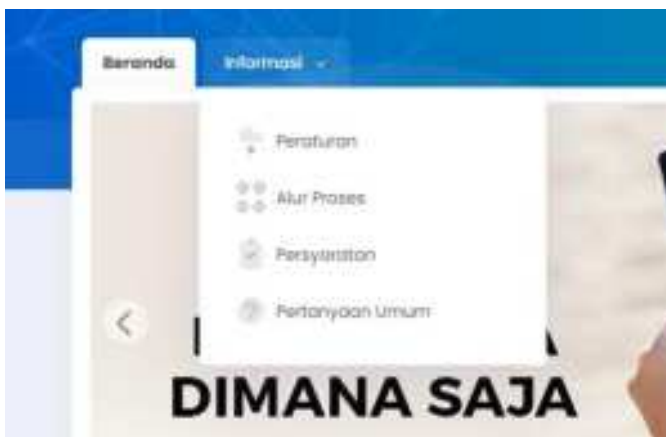 Beranda
Informasi
Peraturan
Alur Proses
Persyaratan
Pertanyaan Umum
DIMANA SAJA